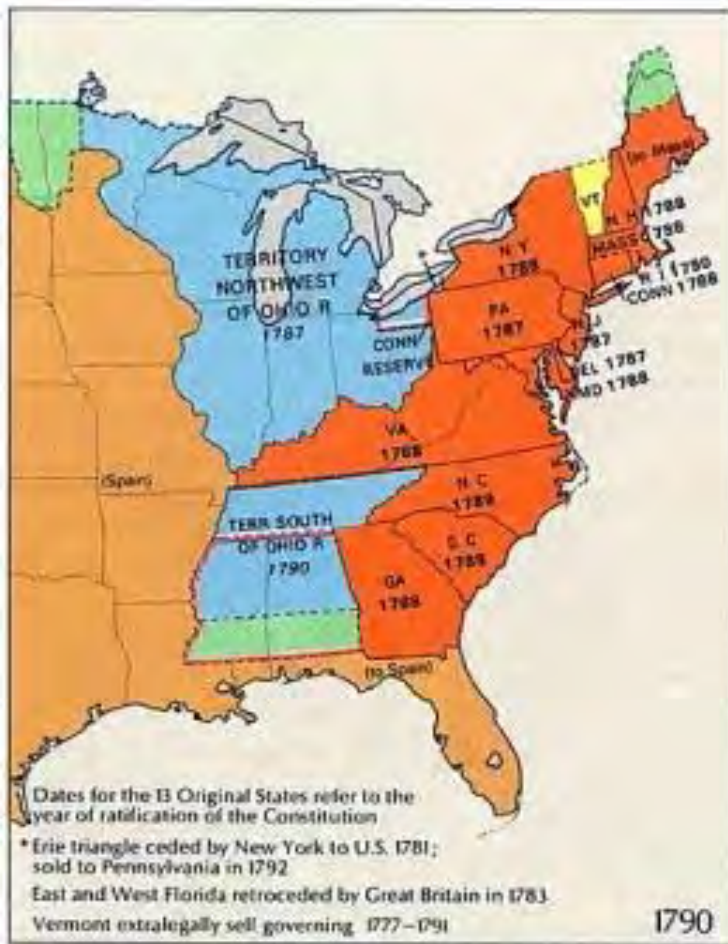 (to Mass)
VT
N H 1788
MASS 1788
R I 1790
CONN 1788
N Y
1788
PA
1787
N J
1787
DEL 1787
MD 1788
TERRITORY
NORTHWEST
OF OHIO R
1787
CONN
RESERVE
*
VA
1788
(Spain)
N C
1789
TERR SOUTH
OF OHIO R
1790
S C
1788
GA
1788
(to Spain)
Dates for the 13 Original States refer to the
year of ratification of the Constitution
*Erie triangle ceded by New York to U.S. 1781;
sold to Pennsylvania in 1792
East and West Florida retroceded by Great Britain in 1783
Vermont extralegally sell governing 1777–1791
1790